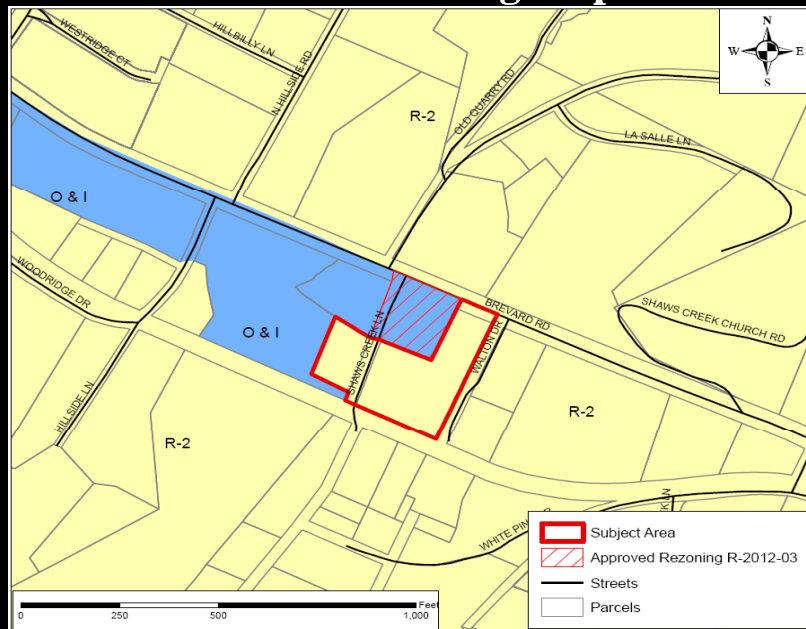 N
W E
S
WESTRIDGE CT
HILLBILLY LN
N HILLSIDE RD
R-2
OLD QUARRY RD
LA SALLE LN
O & I
WOODRIDGE DR
O & I
SHAWS CREEK LN
BREVARD RD
WALTON DR
SHAWS CREEK CHURCH RD
HILLSIDE LN
R-2
R-2
WHITE PINE
LN
Subject Area
Approved Rezoning R-2012-03
Streets
Parcels
Feet
0 250 500 1,000